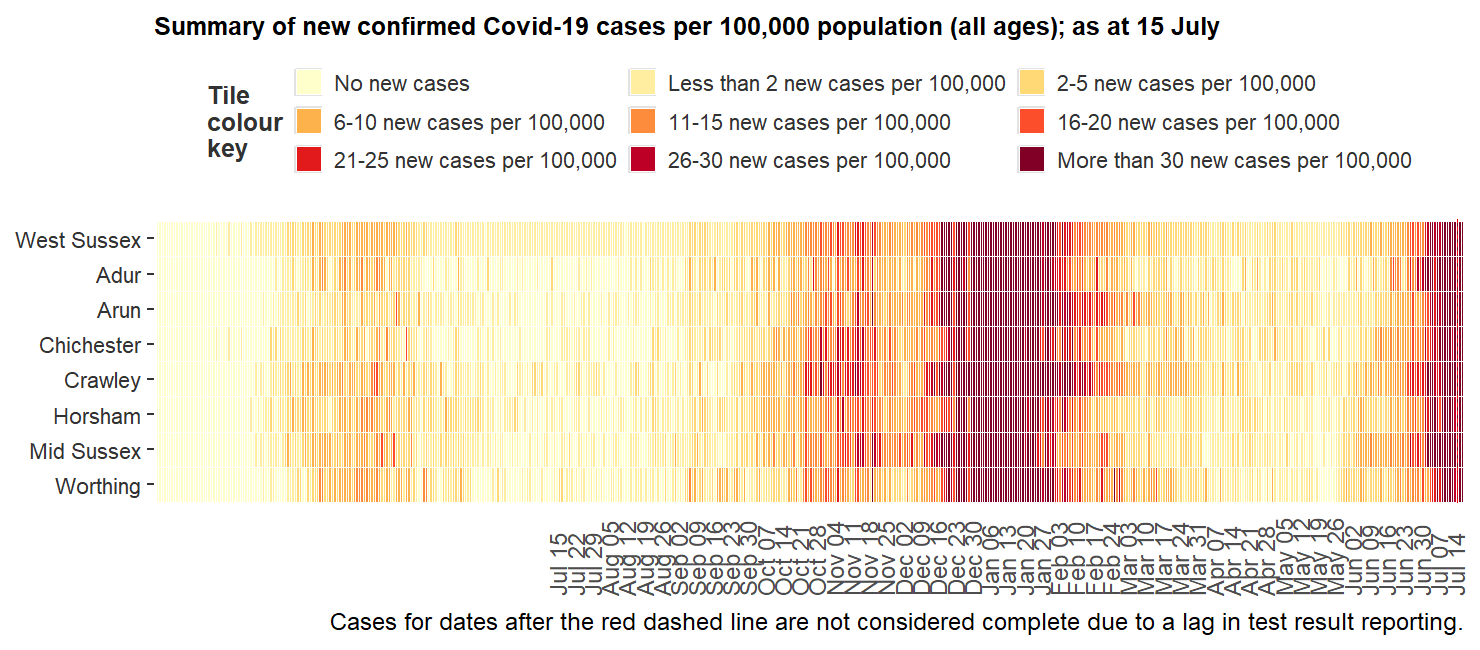 Summary of new confirmed Covid-19 cases per 100,000 population (all ages); as at 15 July
Tile
colour
key
No new cases
Less than 2 new cases per 100,000
2-5 new cases per 100,000
6-10 new cases per 100,000
11-15 new cases per 100,000
16-20 new cases per 100,000
21-25 new cases per 100,000
26-30 new cases per 100,000
More than 30 new cases per 100,000
West Sussex
Adur
Arun
Chichester
Crawley
Horsham
Mid Sussex
Worthing
Jul 15
Jul 22
Jul 29
Aug 05
Aug 12
Aug 19
Aug 26
Sep 02
Sep 09
Sep 16
Sep 23
Sep 30
Oct 07
Oct 14
Oct 21
Oct 28
Nov 04
Nov 11
Nov 18
Nov 25
Dec 02
Dec 09
Dec 16
Dec 23
Dec 30
Jan 06
Jan 13
Jan 20
Jan 27
Feb 03
Feb 10
Feb 17
Feb 24
Mar 03
Mar 10
Mar 17
Mar 24
Mar 31
Apr 07
Apr 14
Apr 21
Apr 28
May 05
May 12
May 19
May 26
Jun 02
Jun 09
Jun 16
Jun 23
Jun 30
Jul 07
Jul 14
Cases for dates after the red dashed line are not considered complete due to a lag in test result reporting.